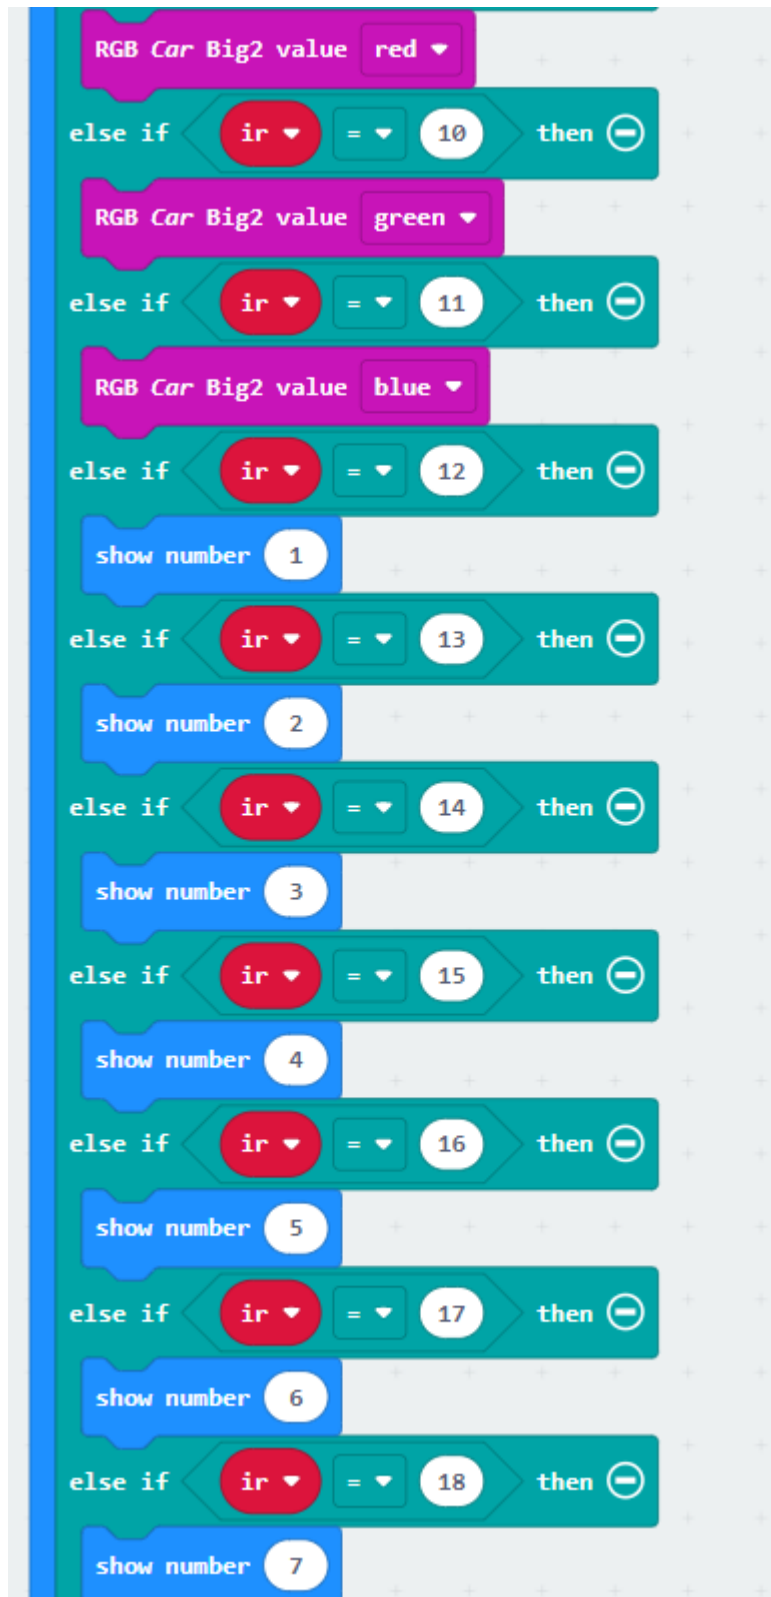 RGB Car Big2 value red
else if ir = 10 then
RGB Car Big2 value green
else if ir = 11 then
RGB Car Big2 value blue
else if ir = 12 then
show number 1
else if ir = 13 then
show number 2
else if ir = 14 then
show number 3
else if ir = 15 then
show number 4
else if ir = 16 then
show number 5
else if ir = 17 then
show number 6
else if ir = 18 then
show number 7